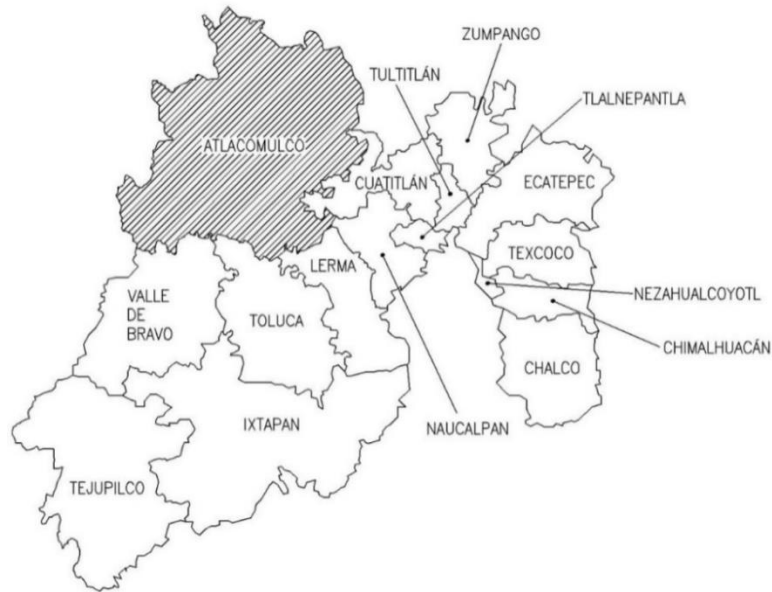 ZUMPANGO
TULTITLÁN
TLALNEPANTLA
ATLACOMULCO
CUATITLÁN
ECATEPEC
TEXCOCO
LERMA
NEZAHUALCOYOTL
VALLE
DE
BRAVO
TOLUCA
CHIMALHUACÁN
CHALCO
IXTAPAN
NAUCALPAN
TEJUPILCO